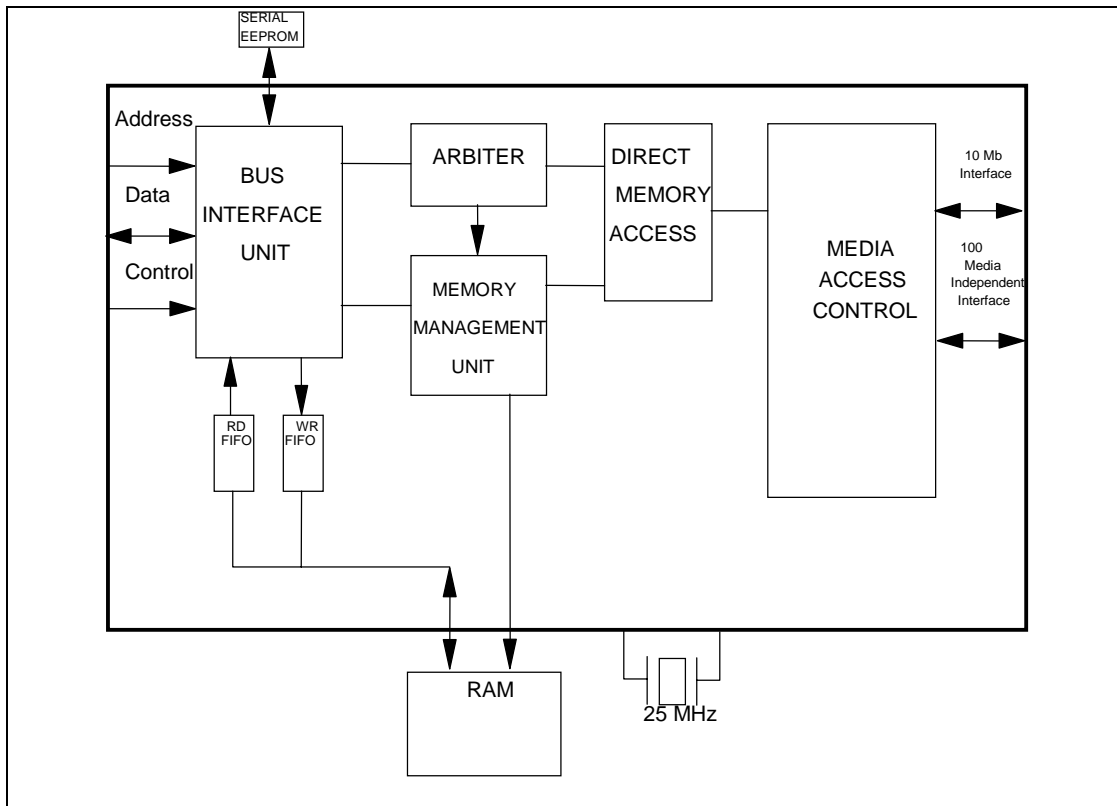 SERIAL
EEPROM
Address
Data
Control
BUS
INTERFACE
UNIT
ARBITER
MEMORY
MANAGEMENT
UNIT
DIRECT
MEMORY
ACCESS
MEDIA
ACCESS
CONTROL
10 Mb
Interface
100
Media
Independent
Interface
RD
FIFO
WR
FIFO
RAM
25 MHz